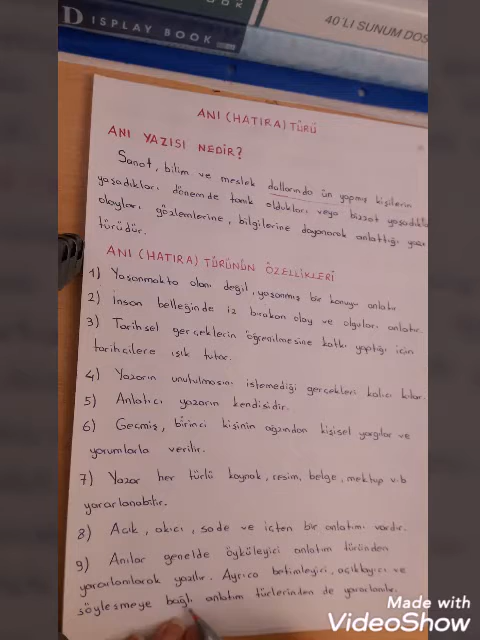 DISPLAY BOOK
40'LI SUNUM DOS
ANI (HATIRA) TÜRÜ
ANI YAZISI NEDİR?
Sanat, bilim ve meslek dallarında ün yapmış kişilerin
yaşadıkları dönemde tanık oldukları veya bizzat yaşadıkla
olayları, gözlemlerine, bilgilerine dayanarak anlattığı yazı
türüdür.
ANI (HATIRA) TÜRÜNÜN ÖZELLİKLERİ
1) Yaşanmakta olanı değil, yaşanmış bir konuyu anlatır
2) İnsan belleğinde iz bırakan olay ve olguları anlatır.
3) Tarihsel gerçeklerin öğrenilmesine katkı yaptığı için
tarihçilere ışık tutar.
4) Yazarın unutulmasını istemediği gerçekleri kalıcı kılar.
5) Anlatıcı yazarın kendisidir.
6) Geçmiş, birinci kişinin ağzından kişisel yargılar ve
yorumlarla verilir.
7) Yazar her türlü kaynak, resim, belge, mektup v.b
yararlanabilir.
8) Açık, akıcı, sade ve içten bir anlatımı vardır.
9) Anılar genelde öyküleyici anlatım türünden
yararlanılarak yazılır. Ayrıca betimleyici, açıklayıcı ve
söyleşmeye bağlı anlatım türlerinden de yararlanılır.
Made with
VideoShow